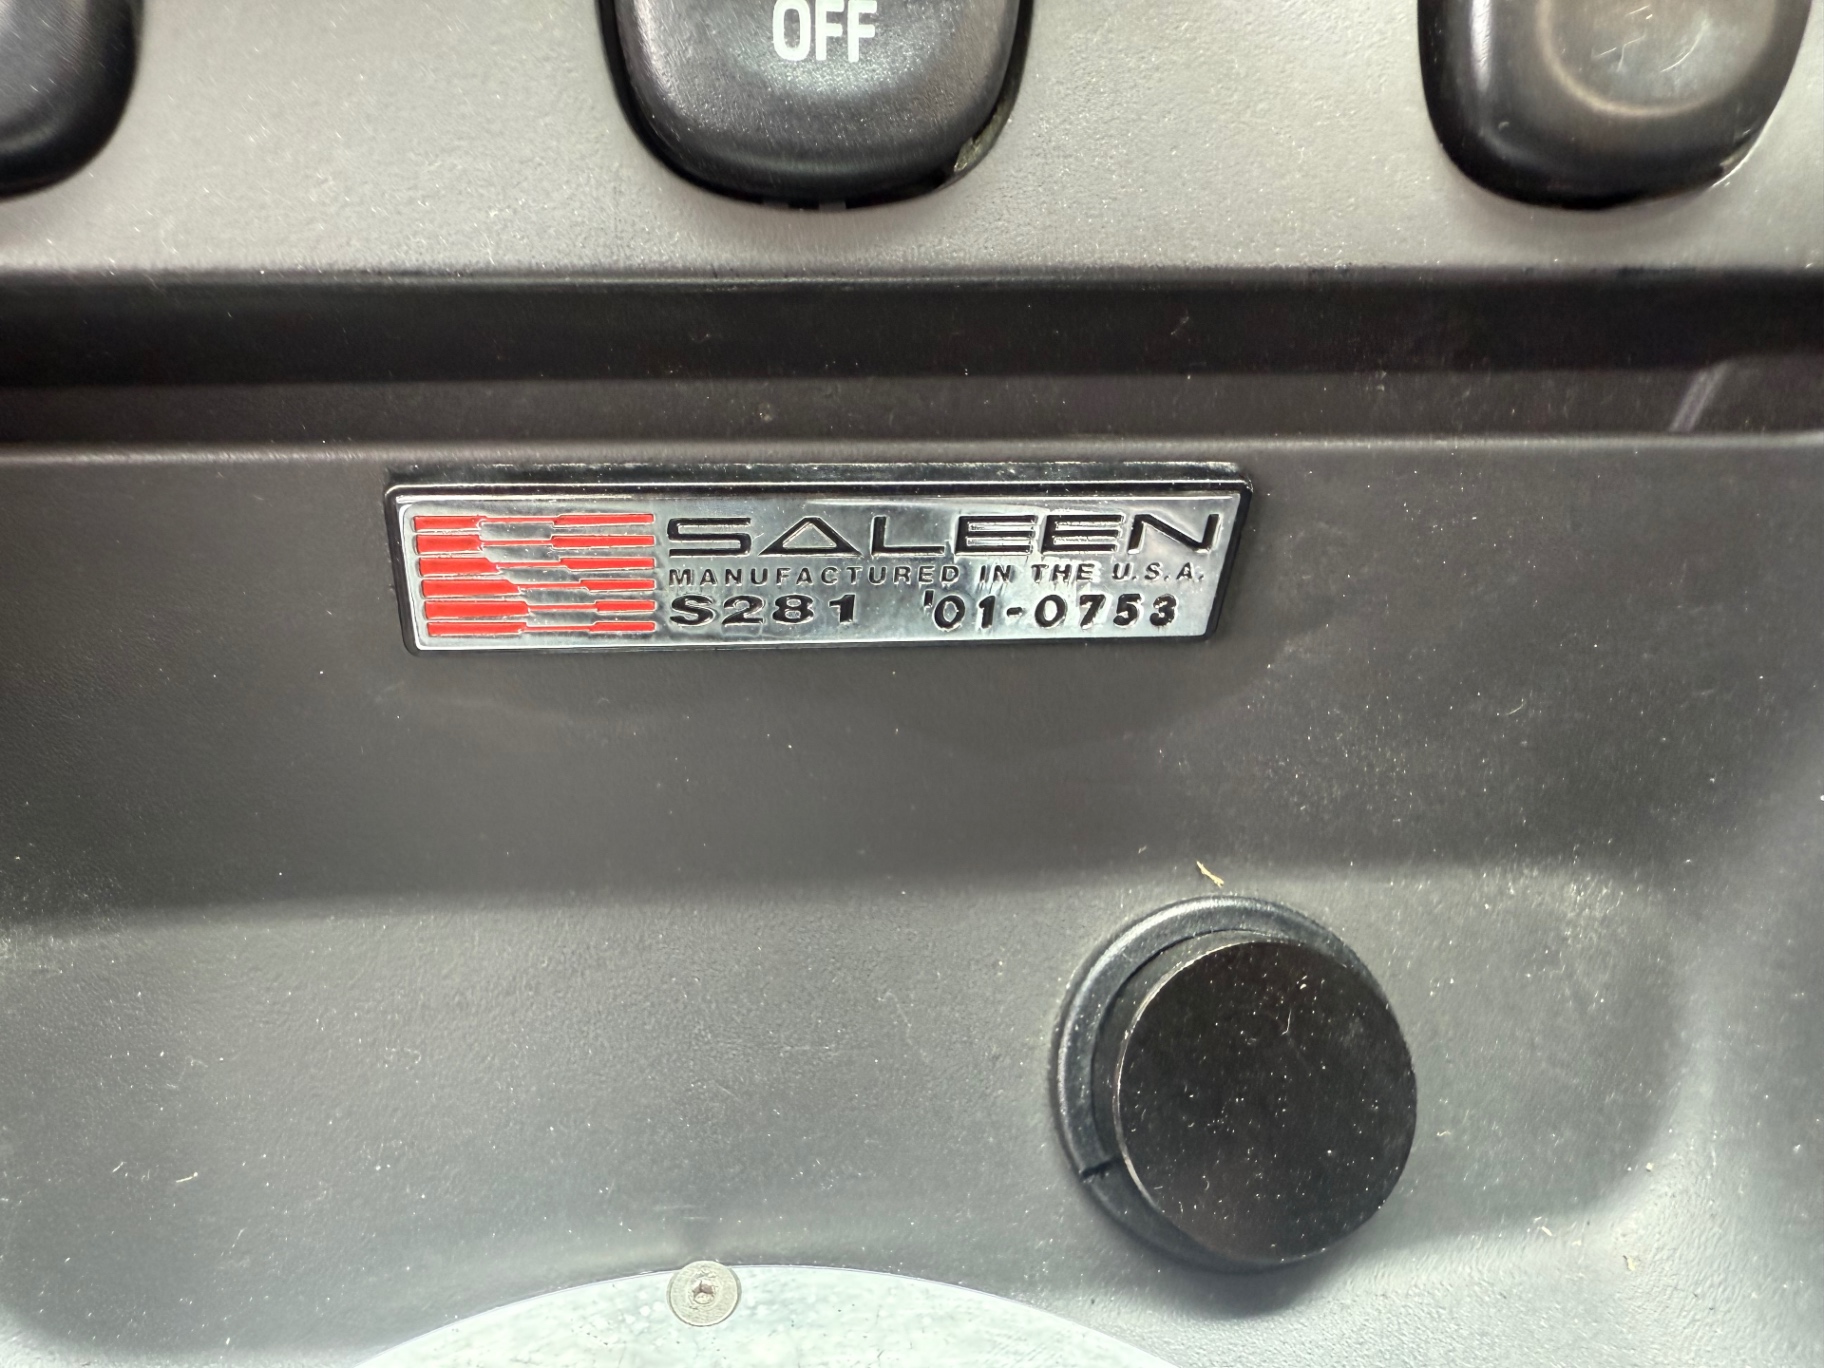 OFF
SALEEN
MANUFACTURED IN THE U.S.A.
S281 '01-0753